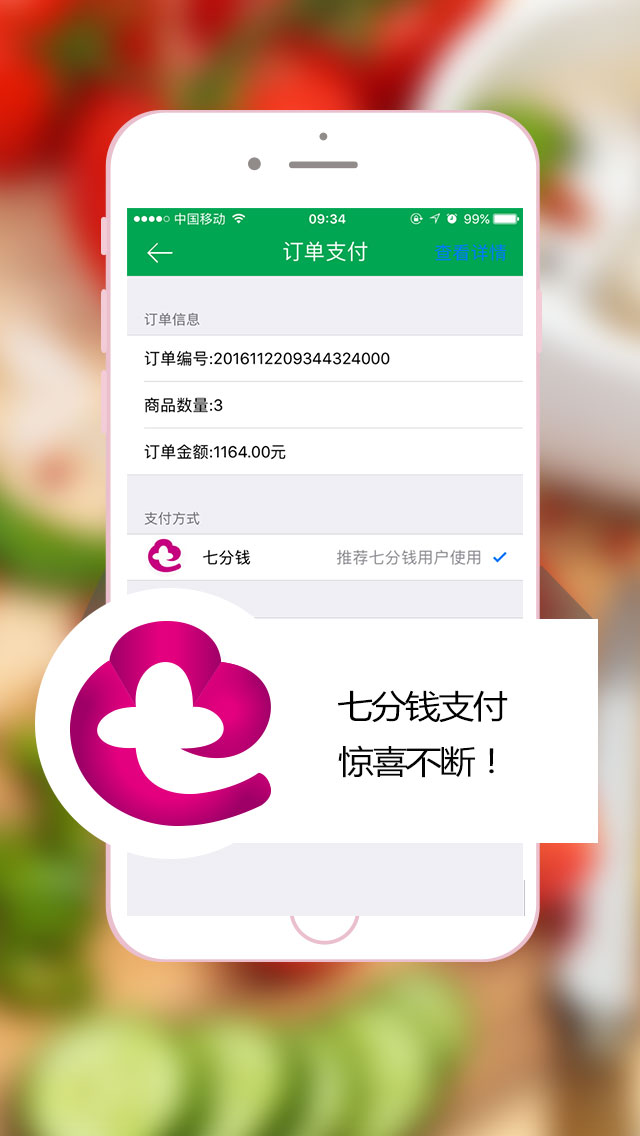 中国移动 09:34 99%
订单支付 查看详情
订单信息
订单编号:2016112209344324000
商品数量:3
订单金额:1164.00元
支付方式
七分钱 推荐七分钱用户使用
七分钱支付
惊喜不断！